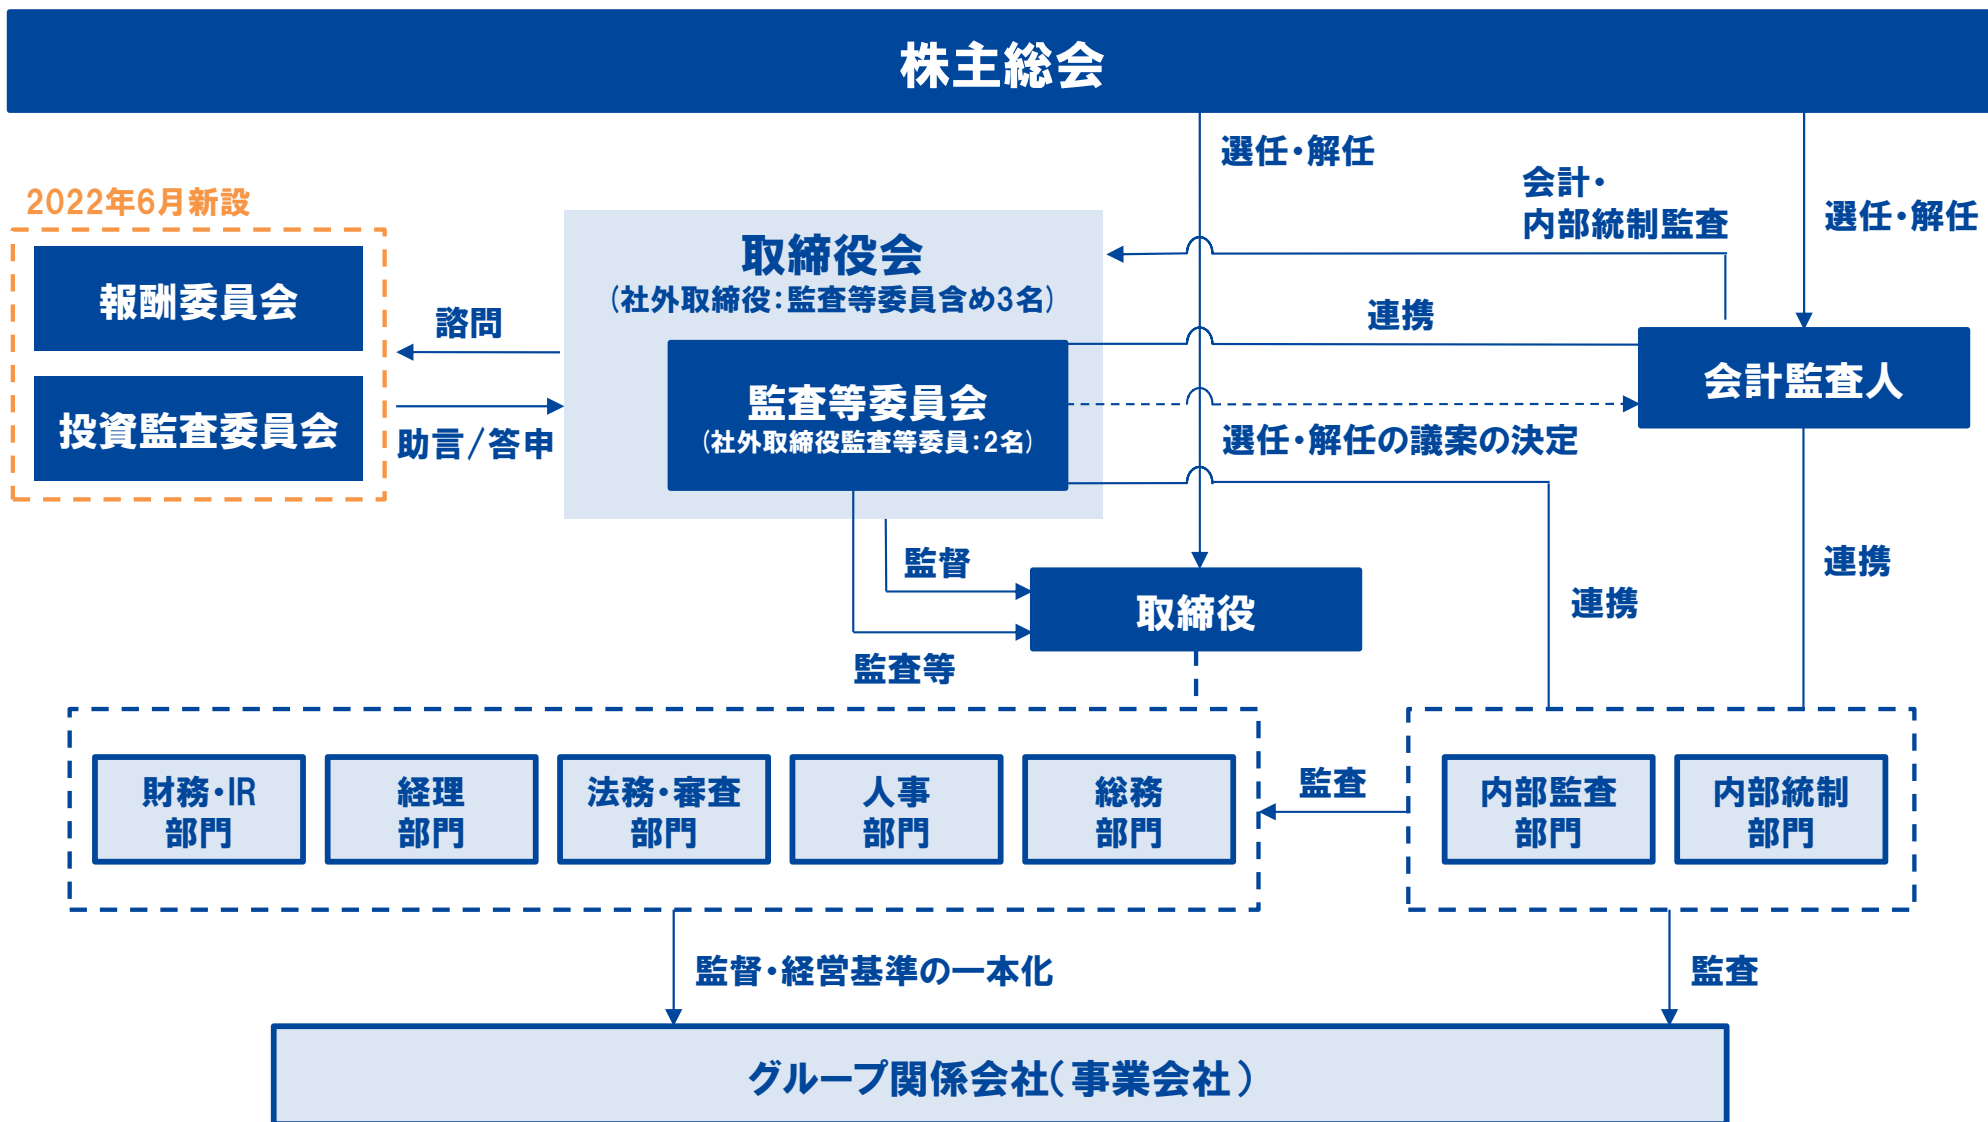 株主総会
選任・解任
会計・
内部統制監査
選任・解任
2022年6月新設
報酬委員会
投資監査委員会
諮問
助言/答申
取締役会
(社外取締役:監査等委員含め3名)
監査等委員会
(社外取締役監査等委員:2名)
連携
会計監査人
選任・解任の議案の決定
監督
監査等
取締役
連携
連携
財務・IR
部門
経理
部門
法務・審査
部門
人事
部門
総務
部門
監査
内部監査
部門
内部統制
部門
監督・経営基準の一本化
監査
グループ関係会社(事業会社)